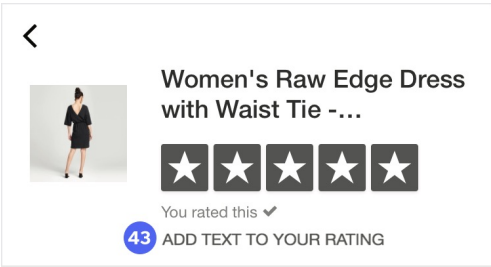 Women's Raw Edge Dress
with Waist Tie -...
You rated this
43 ADD TEXT TO YOUR RATING